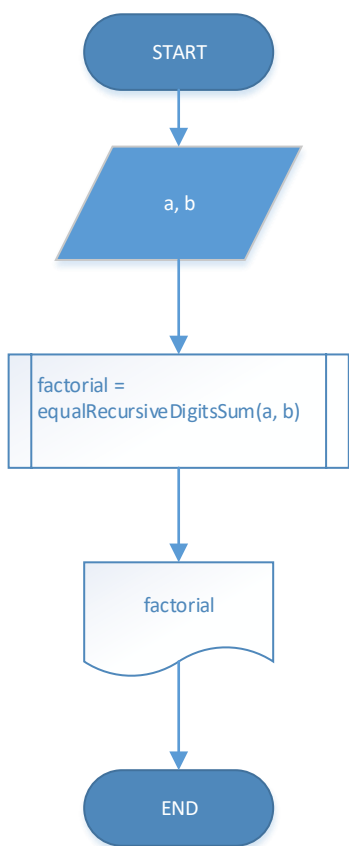 START
a, b
factorial =
equalRecursiveDigitsSum(a, b)
factorial
END